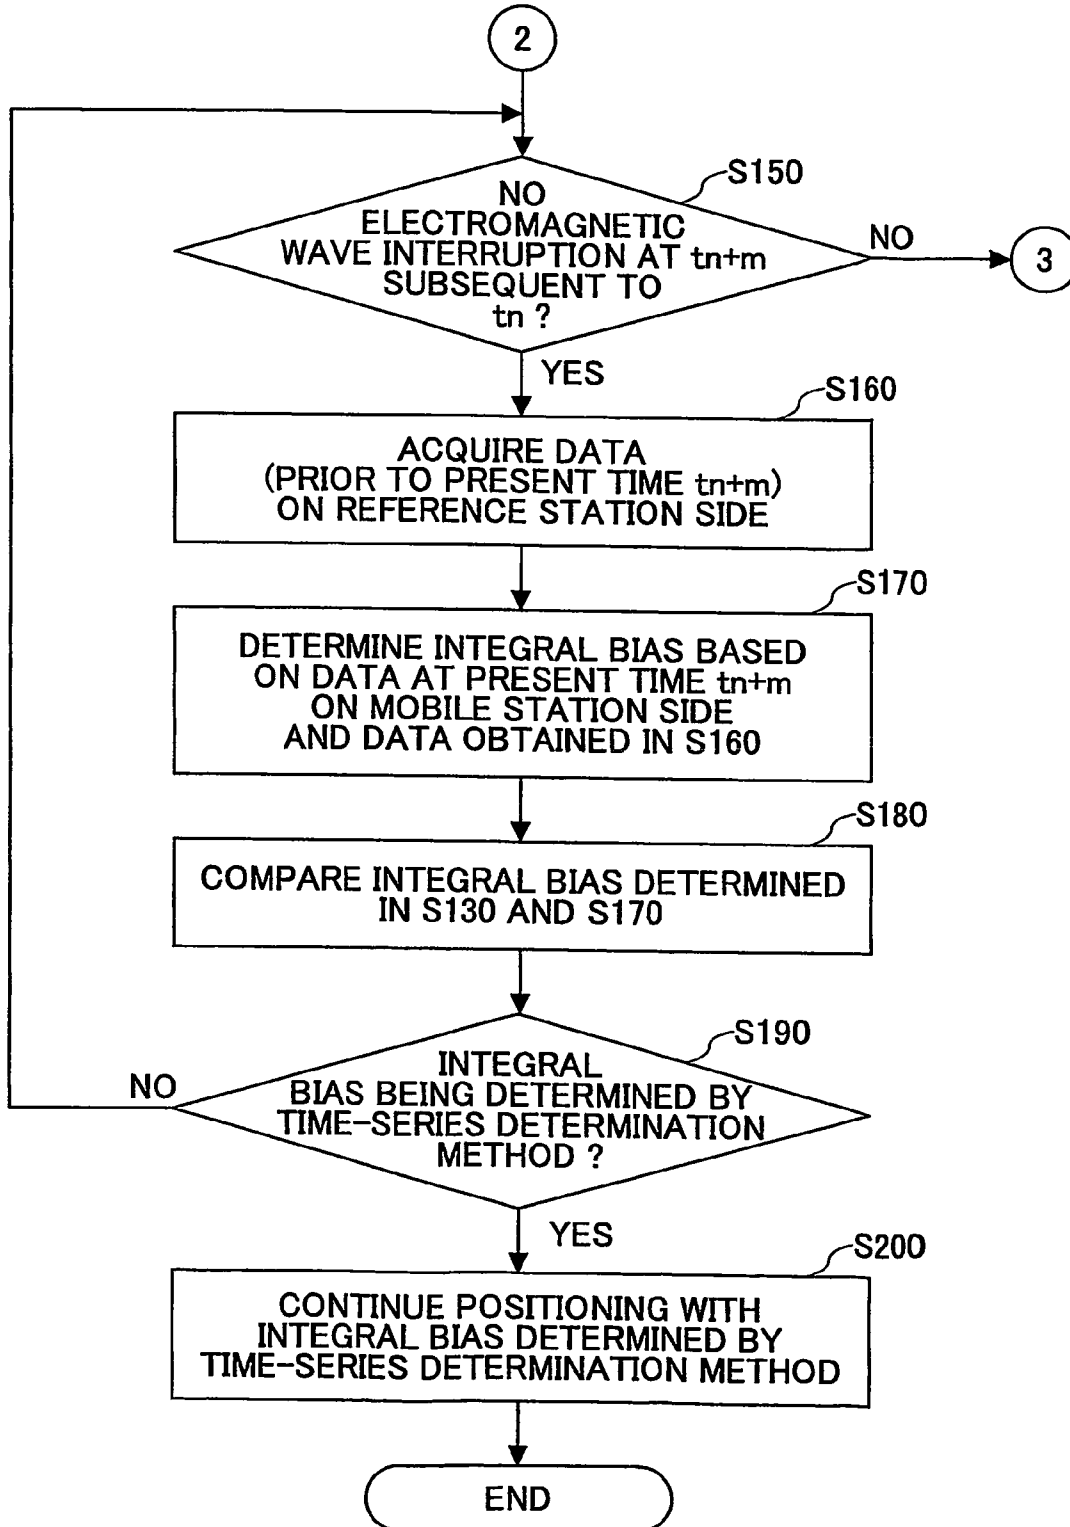 2
S150
NO
ELECTROMAGNETIC
WAVE INTERRUPTION AT tn+m
SUBSEQUENT TO
tn ?
NO
3
YES
S160
ACQUIRE DATA
(PRIOR TO PRESENT TIME tn+m)
ON REFERENCE STATION SIDE
S170
DETERMINE INTEGRAL BIAS BASED
ON DATA AT PRESENT TIME tn+m
ON MOBILE STATION SIDE
AND DATA OBTAINED IN S160
S180
COMPARE INTEGRAL BIAS DETERMINED
IN S130 AND S170
S190
INTEGRAL
BIAS BEING DETERMINED BY
TIME-SERIES DETERMINATION
METHOD ?
NO
YES
S200
CONTINUE POSITIONING WITH
INTEGRAL BIAS DETERMINED BY
TIME-SERIES DETERMINATION METHOD
END